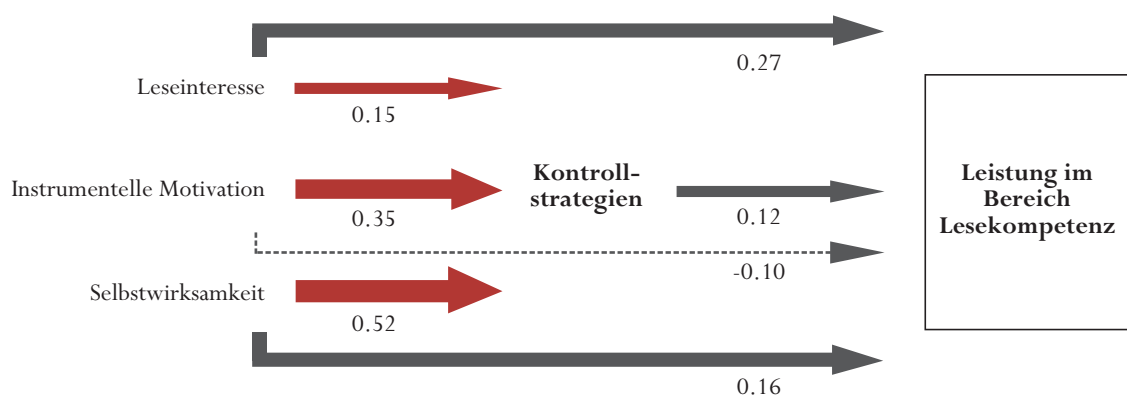 0.27
Leseinteresse
0.15
Instrumentelle Motivation
0.35
Kontroll-
strategien
0.12
-0.10
Leistung im
Bereich
Lesekompetenz
Selbstwirksamkeit
0.52
0.16